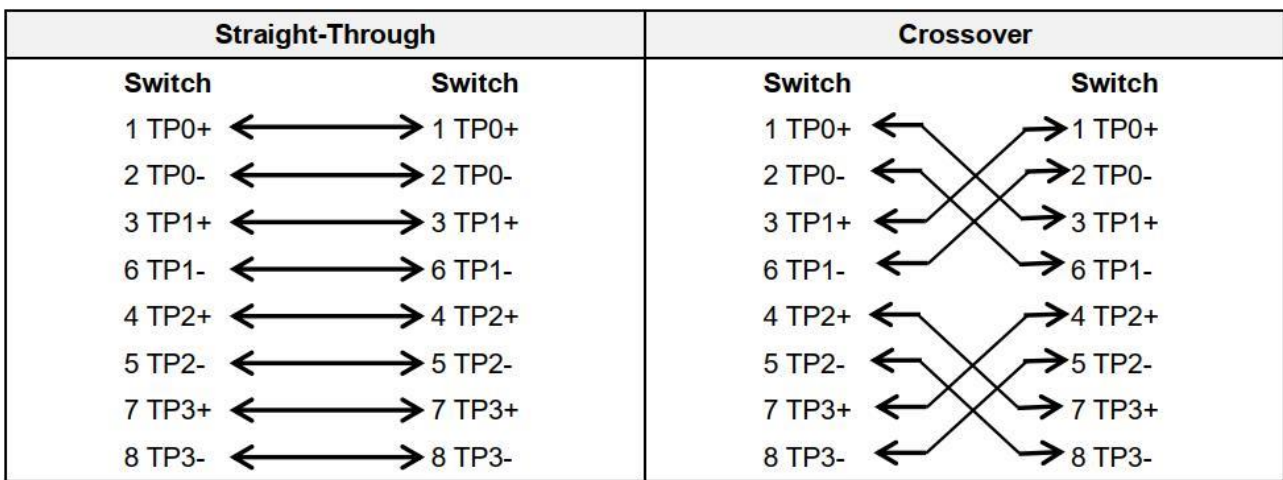 Straight-Through Crossover
Switch Switch Switch Switch
1 TP0+ 1 TP0+ 1 TP0+ 1 TP0+
2 TP0- 2 TP0- 2 TP0- 2 TP0-
3 TP1+ 3 TP1+ 3 TP1+ 3 TP1+
6 TP1- 6 TP1- 6 TP1- 6 TP1-
4 TP2+ 4 TP2+ 4 TP2+ 4 TP2+
5 TP2- 5 TP2- 5 TP2- 5 TP2-
7 TP3+ 7 TP3+ 7 TP3+ 7 TP3+
8 TP3- 8 TP3- 8 TP3- 8 TP3-